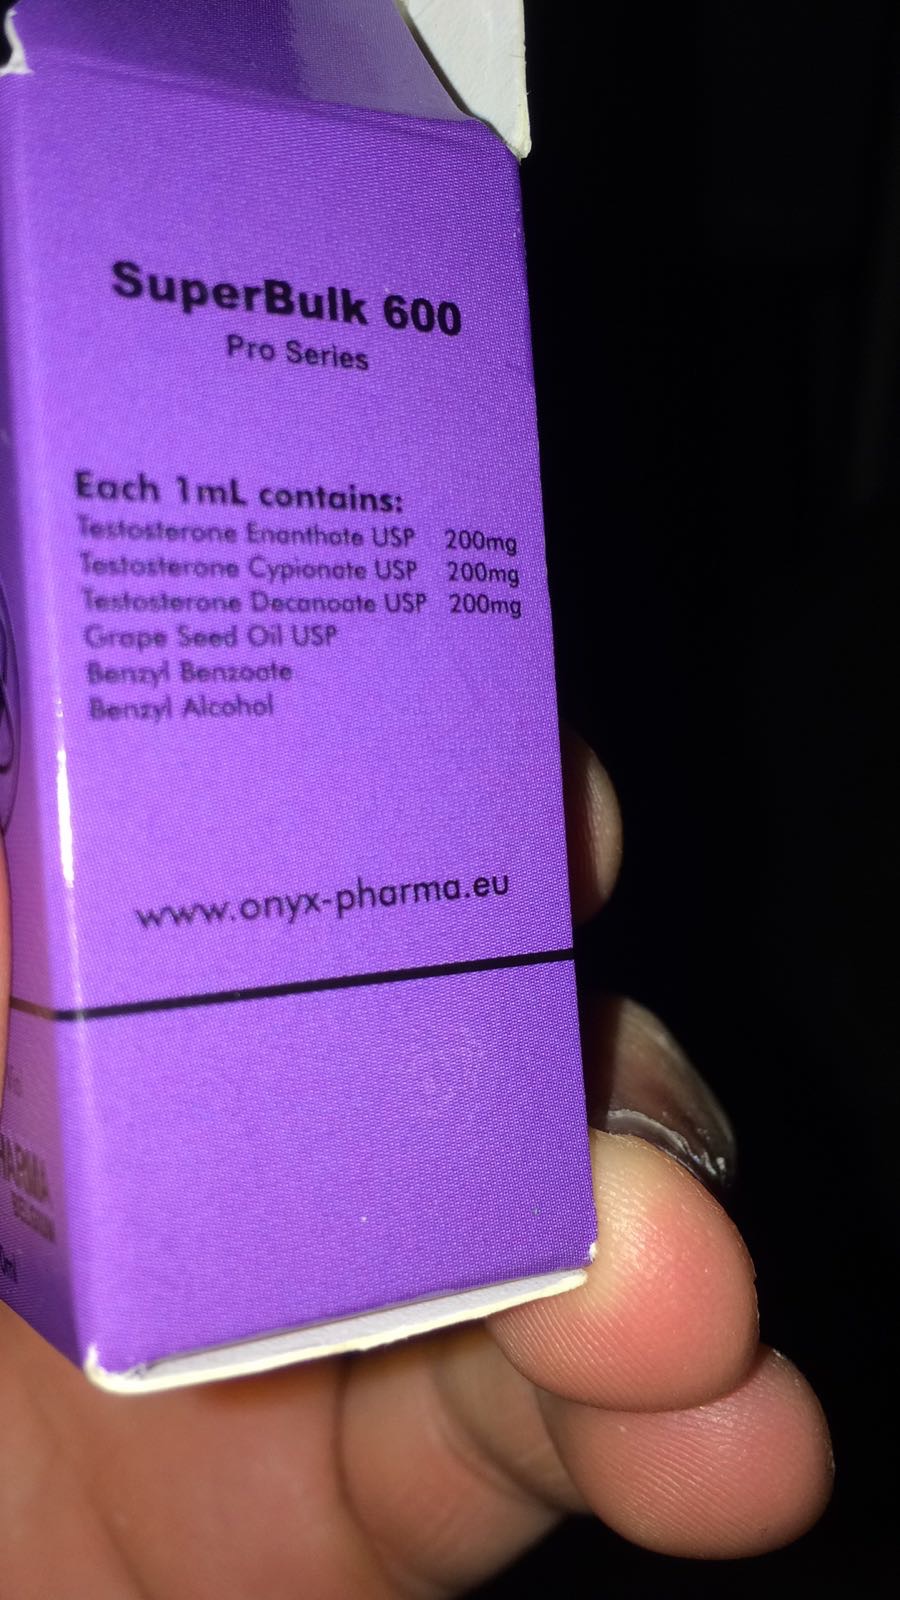 SuperBulk 600
Pro Series
Each 1mL contains:
Testosterone Enanthate USP 200mg
Testosterone Cypionate USP 200mg
Testosterone Decanoate USP 200mg
Grape Seed Oil USP
Benzyl Benzoate
Benzyl Alcohol
www.onyx-pharma.eu